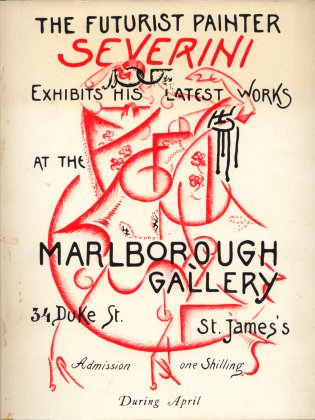 THE FUTURIST PAINTER
SEVERINI
EXHIBITS HIS LATEST WORKS
AT THE
MARLBOROUGH
GALLERY
34, DUKE ST.
ST. JAMES'S
Admission one Shilling
During April